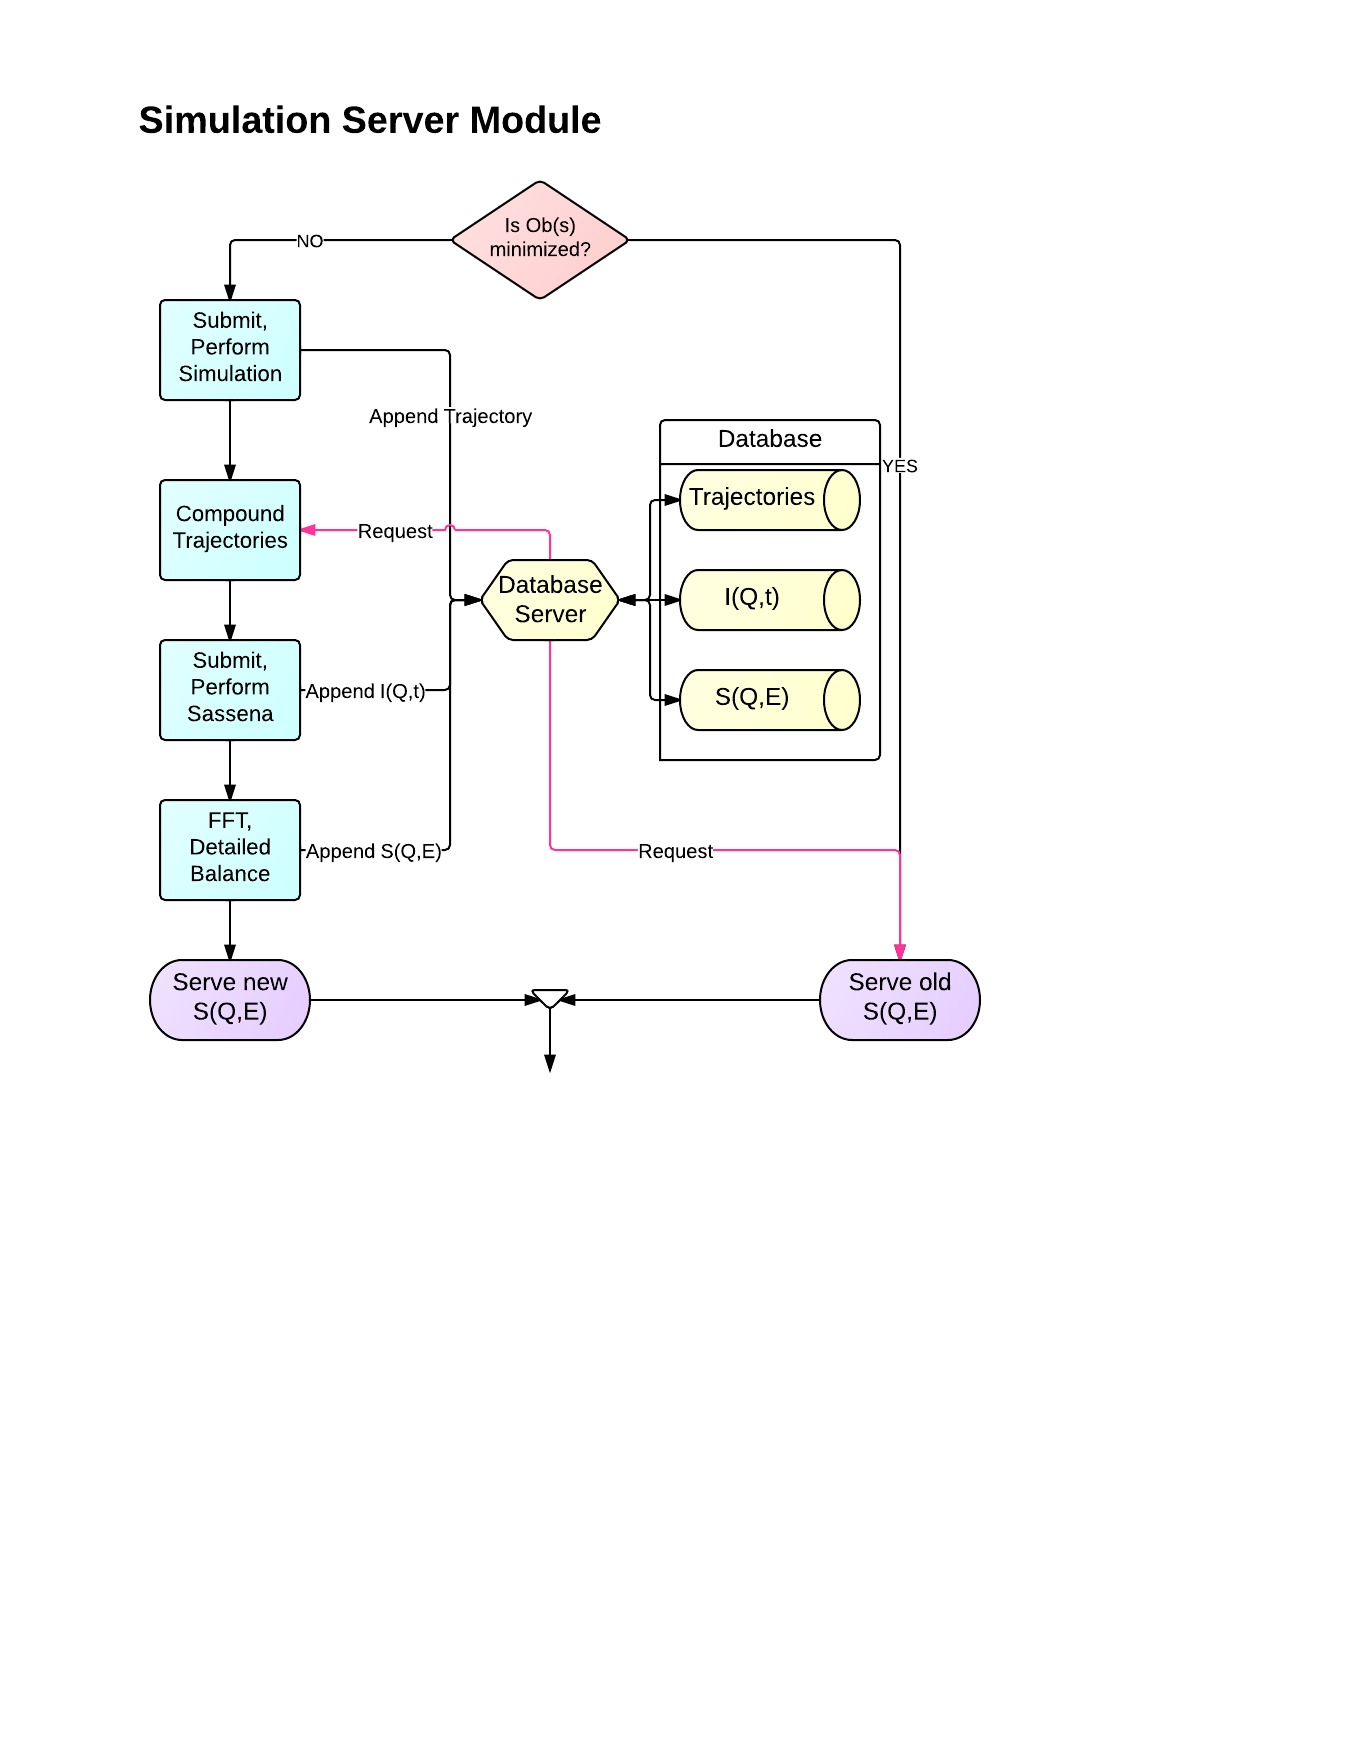 Simulation Server Module
Is Ob(s)
minimized?
NO
Submit,
Perform
Simulation
Append Trajectory
Database
YES
Trajectories
Compound
Trajectories
Request
Database
Server
I(Q,t)
Submit,
Perform
Sassena
Append I(Q,t)
S(Q,E)
FFT,
Detailed
Balance
Append S(Q,E)
Request
Serve new
S(Q,E)
Serve old
S(Q,E)